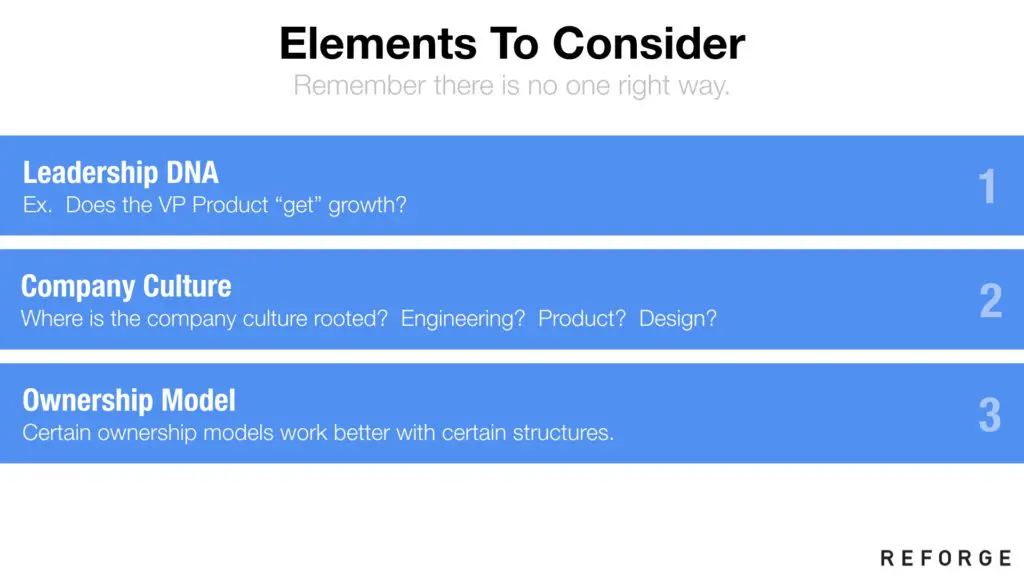 Elements To Consider
Remember there is no one right way.
Leadership DNA
Ex.  Does the VP Product “get” growth?
1
Company Culture
Where is the company culture rooted?  Engineering?  Product?  Design?
2
Ownership Model
Certain ownership models work better with certain structures.
3
REFORGE